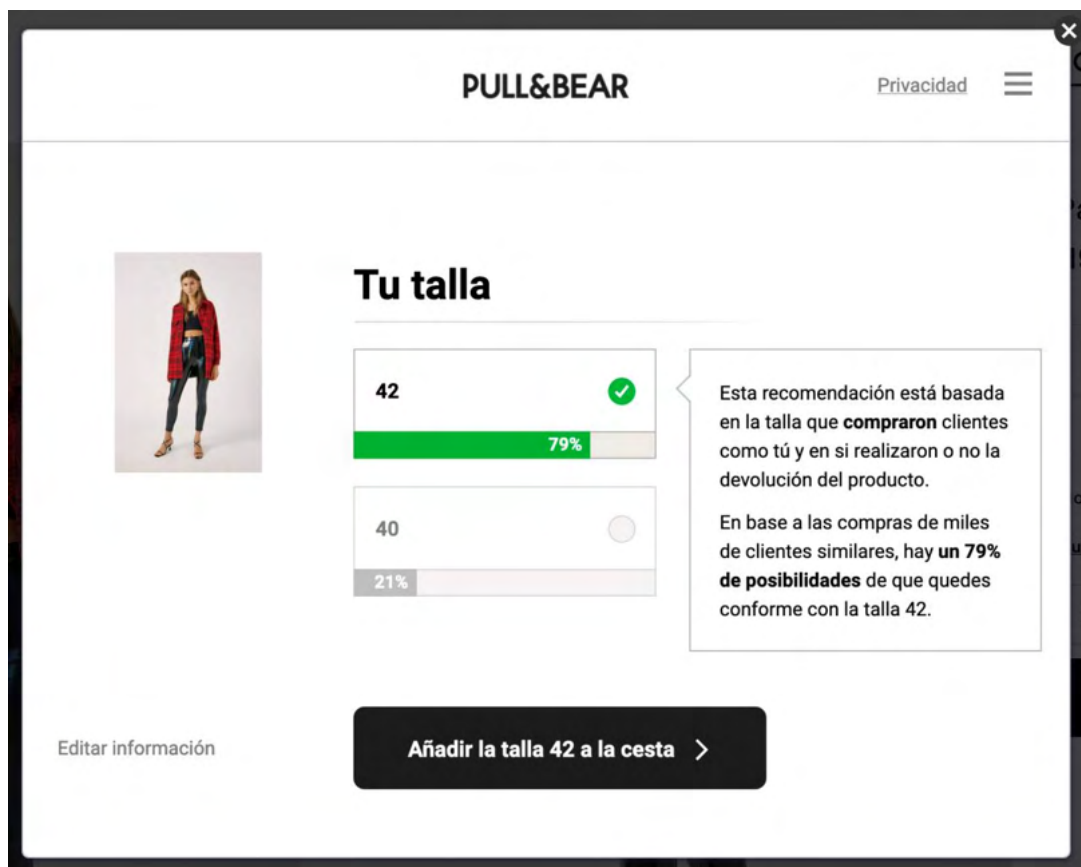 PULL&BEAR
Privacidad
Tu talla
42
79%
40
21%
Esta recomendación está basada
en la talla que compraron clientes
como tú y en si realizaron o no la
devolución del producto.
En base a las compras de miles
de clientes similares, hay un 79%
de posibilidades de que quedes
conforme con la talla 42.
Editar información
Añadir la talla 42 a la cesta